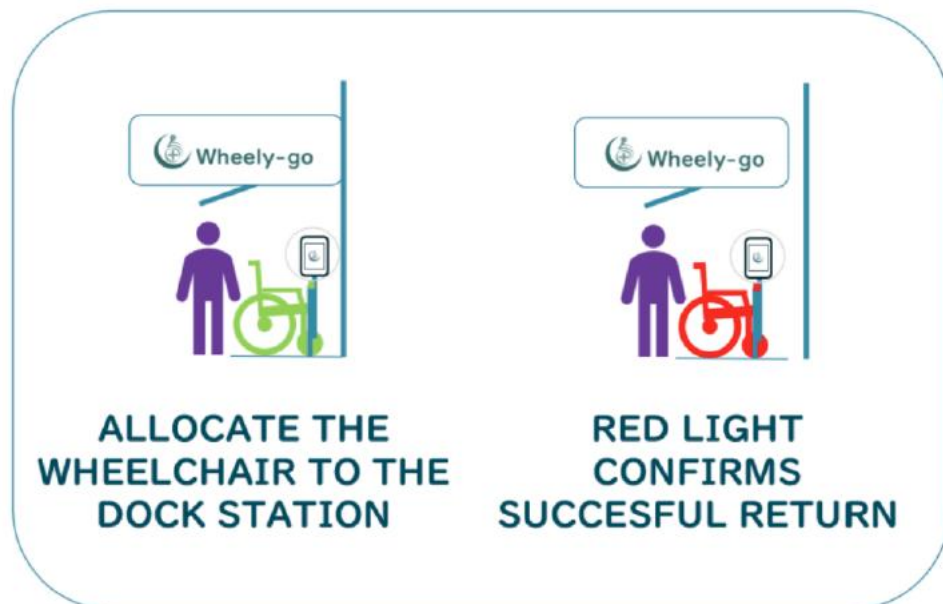 Wheely-go
Wheely-go
ALLOCATE THE
WHEELCHAIR TO THE
DOCK STATION
RED LIGHT
CONFIRMS
SUCCESFUL RETURN